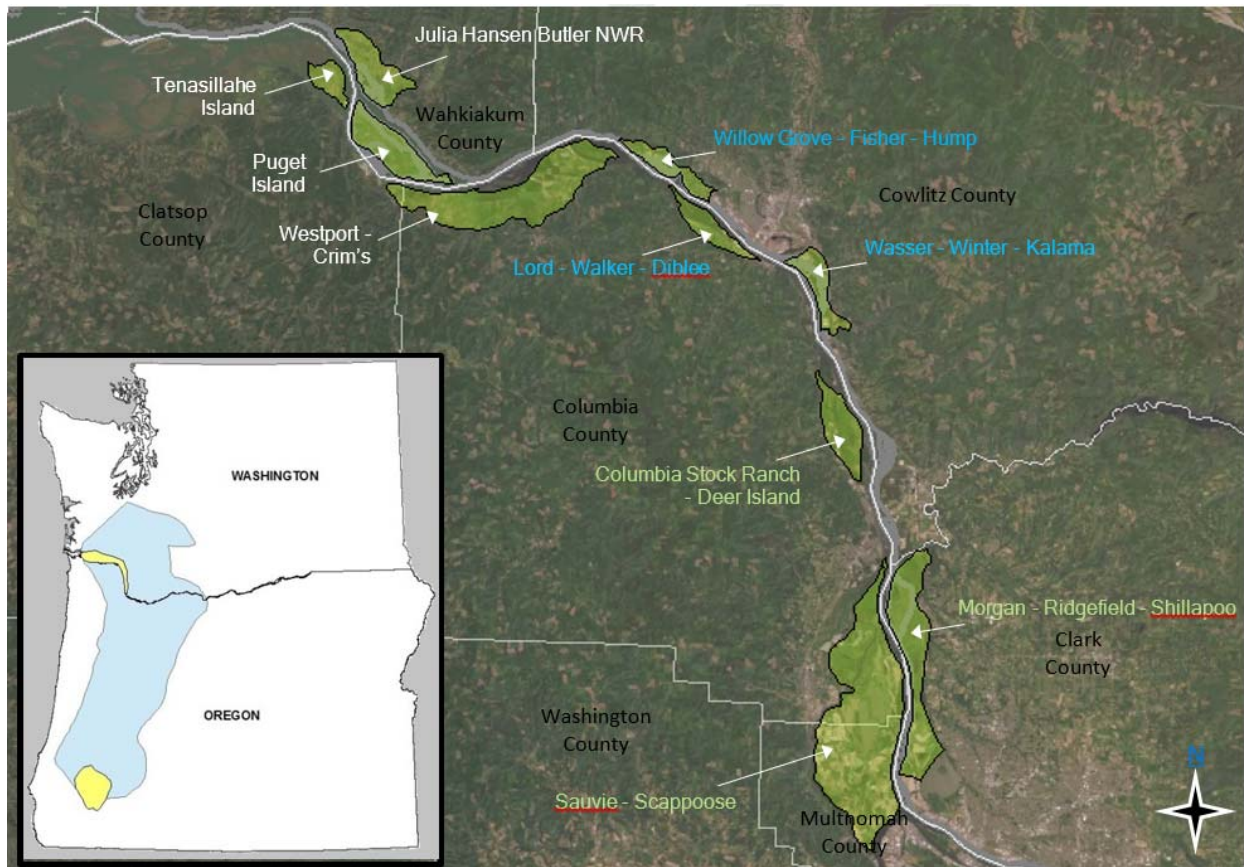 Julia Hansen Butler NWR
Tenasillahe
Island
Wahkiakum
County
Willow Grove - Fisher - Hump
Puget
Island
Cowlitz County
Clatsop
County
Westport -
Crim's
Lord - Walker - Diblee
Wasser - Winter - Kalama
Columbia
County
Columbia Stock Ranch
- Deer Island
WASHINGTON
OREGON
Morgan - Ridgefield - Shillapoo
Clark
County
Washington
County
Sauvie - Scappoose
Multnomah
County
N